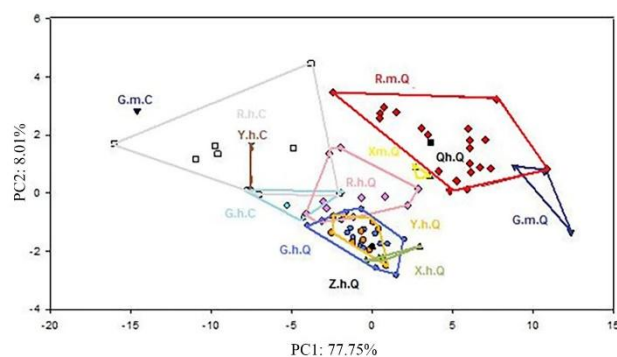 6
4
2
0
-2
-4
-20
-15
-10
-5
0
5
10
15
PC2: 8.01%
PC1: 77.75%
G.m.C
R.h.C
Y.h.C
G.h.C
R.m.Q
Xm.Q
Qh.Q
R.h.Q
G.m.Q
Y.h.Q
G.h.Q
X.h.Q
Z.h.Q